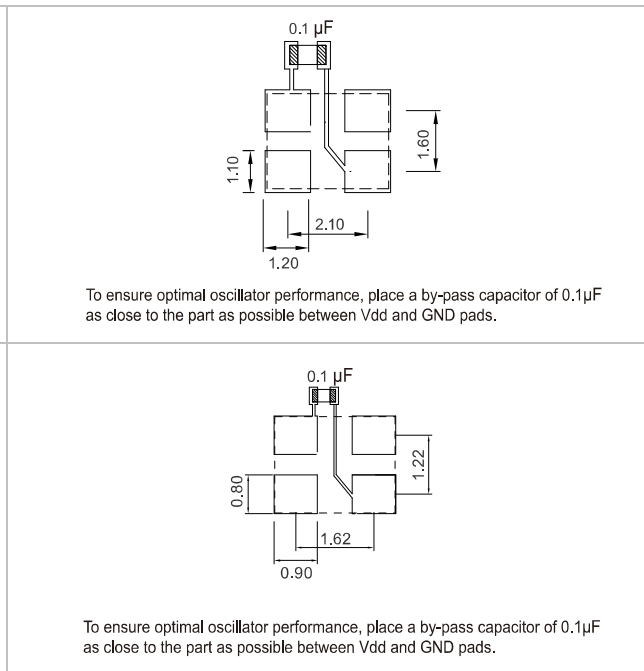 0.1 µF
1.60
1.10
2.10
1.20
To ensure optimal oscillator performance, place a by-pass capacitor of 0.1µF
as close to the part as possible between Vdd and GND pads.
0.1 µF
1.22
0.80
1.62
0.90
To ensure optimal oscillator performance, place a by-pass capacitor of 0.1µF
as close to the part as possible between Vdd and GND pads.